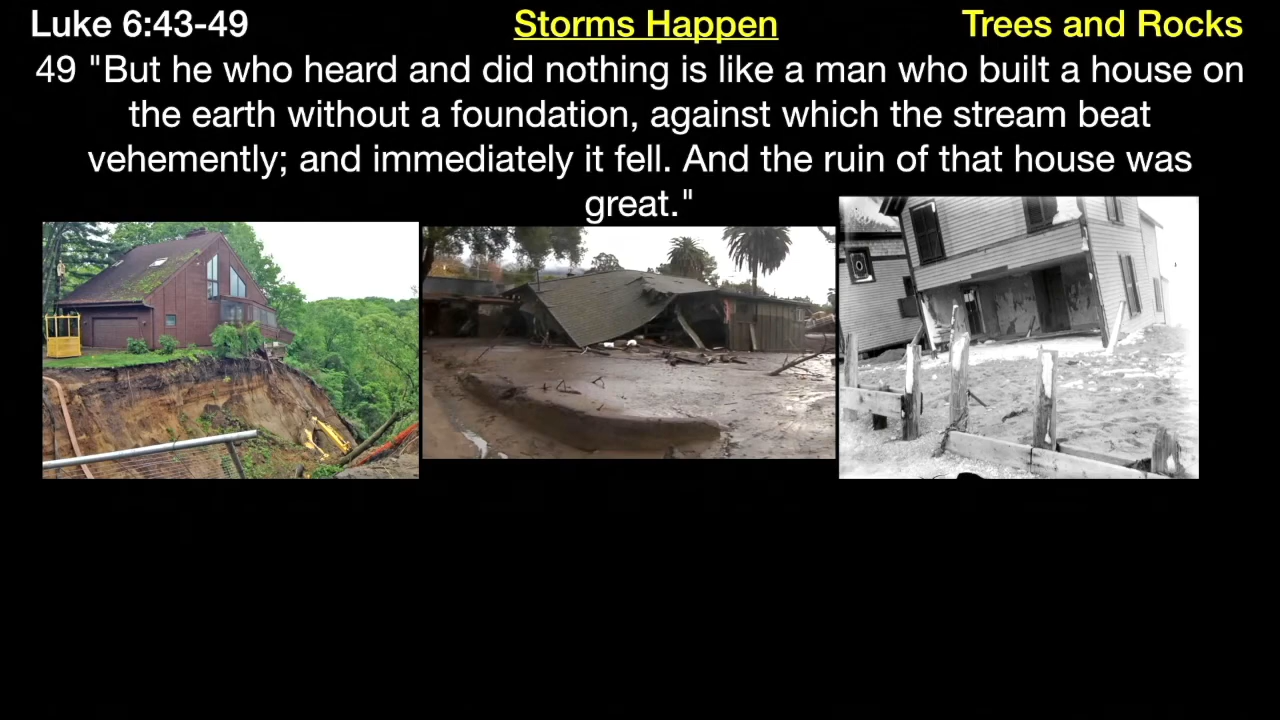 Luke 6:43-49 Storms Happen Trees and Rocks
49 "But he who heard and did nothing is like a man who built a house on
the earth without a foundation, against which the stream beat
vehemently; and immediately it fell. And the ruin of that house was
great."